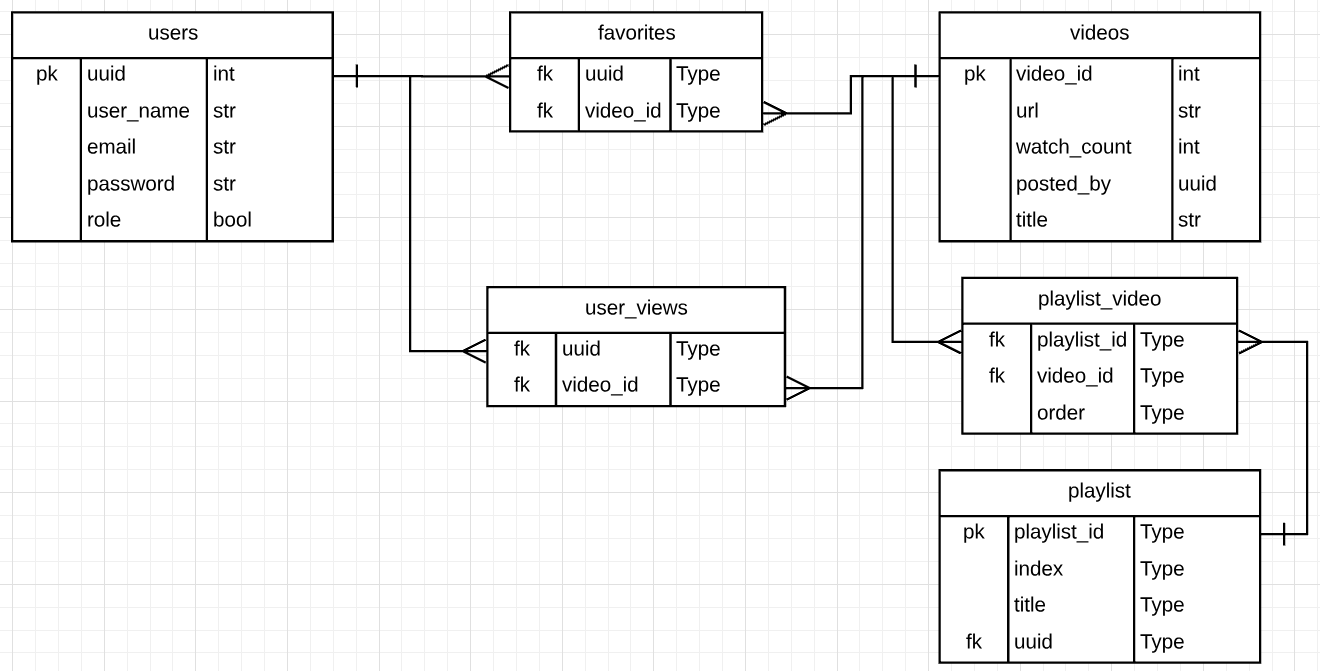 users
pk uuid int
user_name str
email str
password str
role bool
favorites
fk uuid Type
fk video_id Type
videos
pk video_id int
url str
watch_count int
posted_by uuid
title str
user_views
fk uuid Type
fk video_id Type
playlist_video
fk playlist_id Type
fk video_id Type
order Type
playlist
pk playlist_id Type
index Type
title Type
fk uuid Type